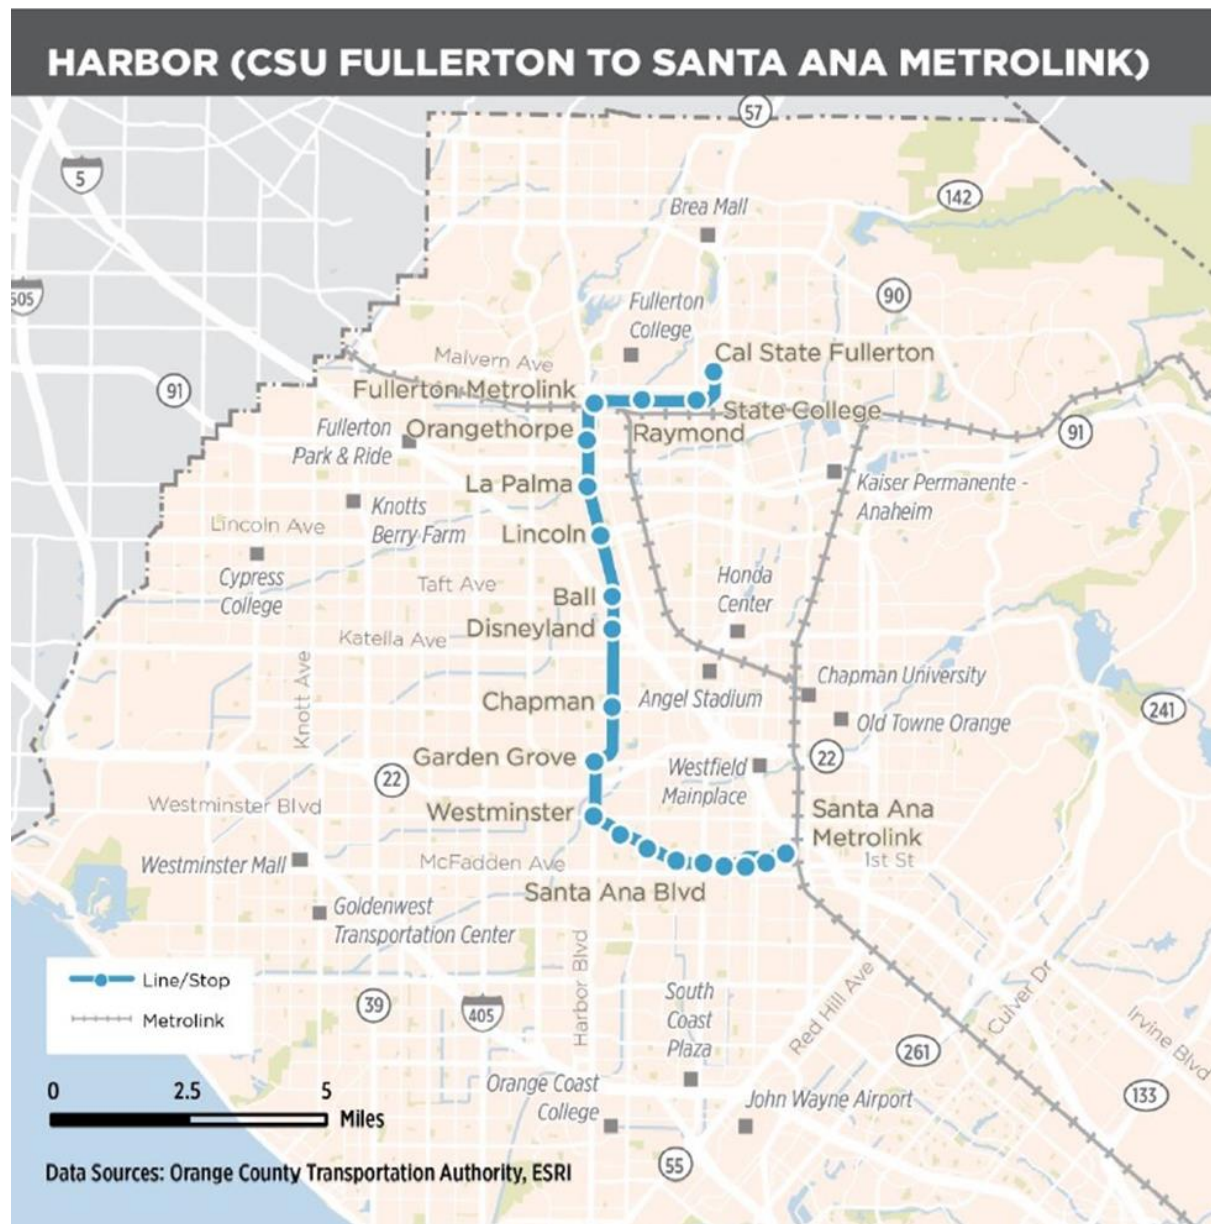 HARBOR (CSU FULLERTON TO SANTA ANA METROLINK)
57
5
142
Brea Mall
605
90
Fullerton
College
Malvern Ave
Cal State Fullerton
91
Fullerton Metrolink
State College
Fullerton
Park & Ride
Orangethorpe
Raymond
91
La Palma
Kaiser Permanente -
Anaheim
Knotts
Berry Farm
Lincoln Ave
Lincoln
Cypress
College
Taft Ave
Ball
Honda
Center
Katella Ave
Disneyland
Knott Ave
Chapman
Angel Stadium
Chapman University
Old Towne Orange
241
Garden Grove
22
Westfield
Mainplace
22
Westminster Blvd
Westminster
Santa Ana
Metrolink
Westminster Mall
McFadden Ave
1st St
Santa Ana Blvd
Goldenwest
Transportation Center
Line/Stop
Metrolink
39
405
Harbor Blvd
South
Coast
Plaza
Red Hill Ave
Culver Dr
Irvine Blvd
261
133
0 2.5 5
Miles
Orange Coast
College
John Wayne Airport
55
Data Sources: Orange County Transportation Authority, ESRI